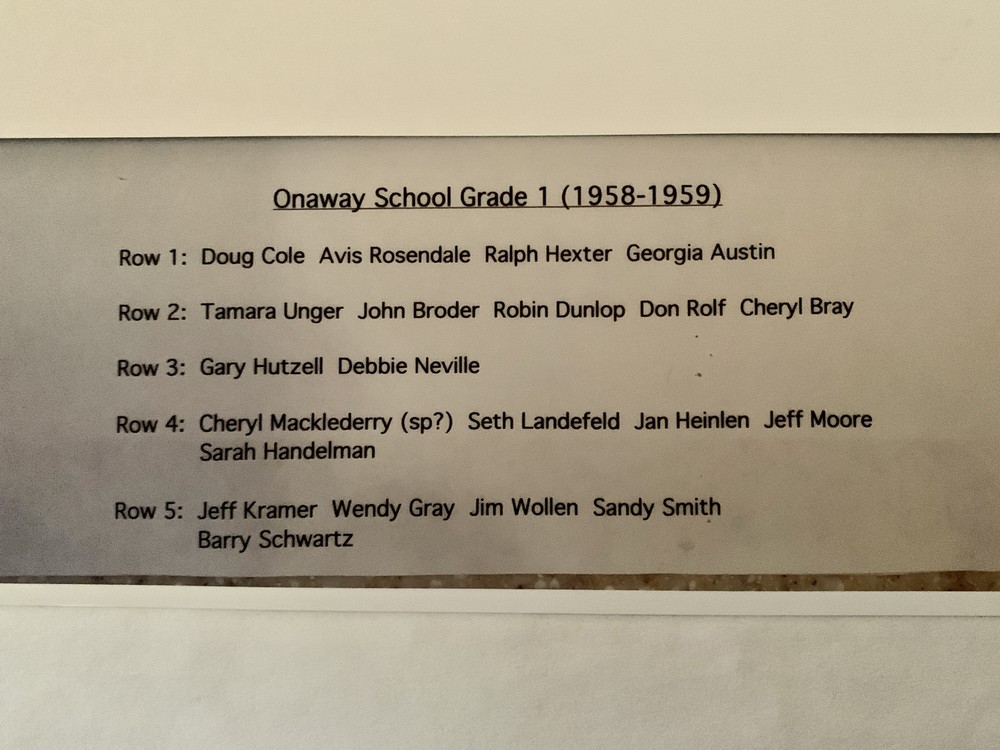 Onaway School Grade 1 (1958-1959)
Row 1: Doug Cole Avis Rosendale Ralph Hexter Georgia Austin
Row 2: Tamara Unger John Broder Robin Dunlop Don Rolf Cheryl Bray
Row 3: Gary Hutzell Debbie Neville
Row 4: Cheryl Macklederry (sp?) Seth Landefeld Jan Heinlen Jeff Moore
Sarah Handelman
Row 5: Jeff Kramer Wendy Gray Jim Wollen Sandy Smith
Barry Schwartz